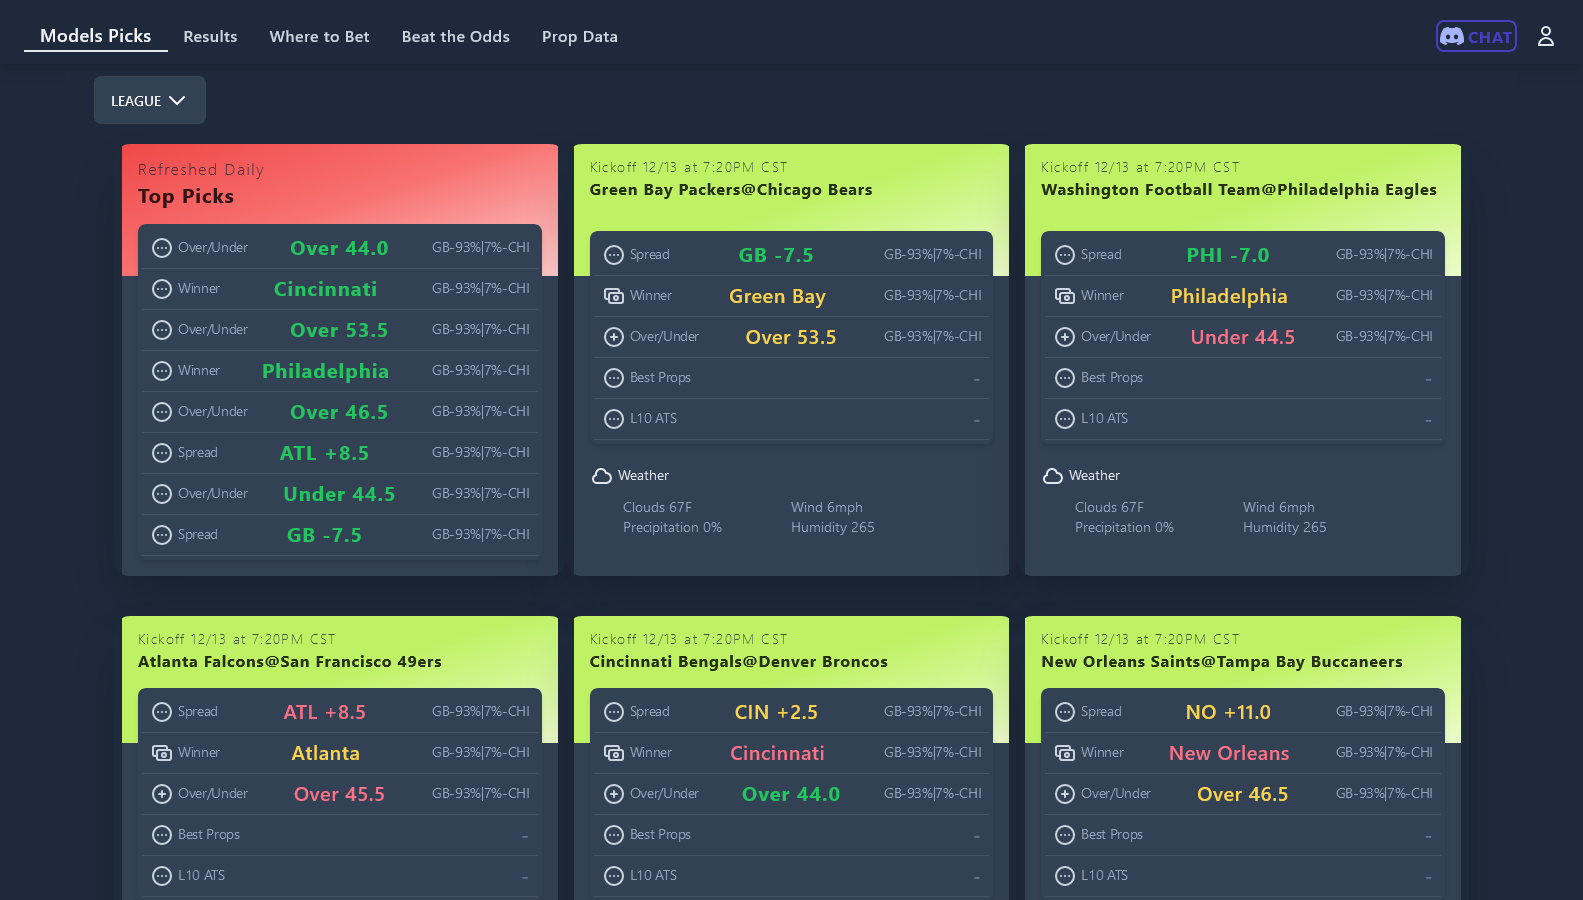 Models Picks
Results
Where to Bet
Beat the Odds
Prop Data
CHAT
LEAGUE
Refreshed Daily
Top Picks
Over/Under Over 44.0 GB-93%|7%-CHI
Winner Cincinnati GB-93%|7%-CHI
Over/Under Over 53.5 GB-93%|7%-CHI
Winner Philadelphia GB-93%|7%-CHI
Over/Under Over 46.5 GB-93%|7%-CHI
Spread ATL +8.5 GB-93%|7%-CHI
Over/Under Under 44.5 GB-93%|7%-CHI
Spread GB -7.5 GB-93%|7%-CHI
Kickoff 12/13 at 7:20PM CST
Green Bay Packers@Chicago Bears
Spread GB -7.5 GB-93%|7%-CHI
Winner Green Bay GB-93%|7%-CHI
Over/Under Over 53.5 GB-93%|7%-CHI
Best Props -
L10 ATS -
Weather
Clouds 67F Wind 6mph
Precipitation 0% Humidity 265
Kickoff 12/13 at 7:20PM CST
Washington Football Team@Philadelphia Eagles
Spread PHI -7.0 GB-93%|7%-CHI
Winner Philadelphia GB-93%|7%-CHI
Over/Under Under 44.5 GB-93%|7%-CHI
Best Props -
L10 ATS -
Weather
Clouds 67F Wind 6mph
Precipitation 0% Humidity 265
Kickoff 12/13 at 7:20PM CST
Atlanta Falcons@San Francisco 49ers
Spread ATL +8.5 GB-93%|7%-CHI
Winner Atlanta GB-93%|7%-CHI
Over/Under Over 45.5 GB-93%|7%-CHI
Best Props -
L10 ATS -
Kickoff 12/13 at 7:20PM CST
Cincinnati Bengals@Denver Broncos
Spread CIN +2.5 GB-93%|7%-CHI
Winner Cincinnati GB-93%|7%-CHI
Over/Under Over 44.0 GB-93%|7%-CHI
Best Props -
L10 ATS -
Kickoff 12/13 at 7:20PM CST
New Orleans Saints@Tampa Bay Buccaneers
Spread NO +11.0 GB-93%|7%-CHI
Winner New Orleans GB-93%|7%-CHI
Over/Under Over 46.5 GB-93%|7%-CHI
Best Props -
L10 ATS -